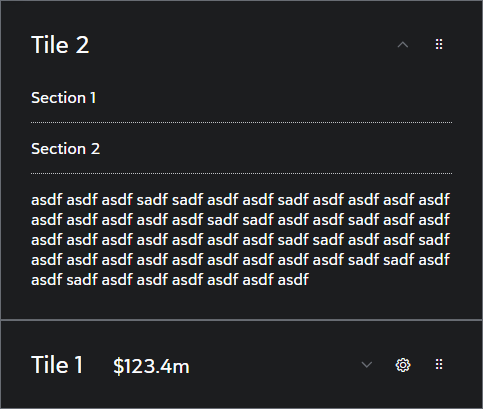 Tile 2
Section 1
Section 2
asdf asdf asdf sadf sadf asdf asdf sadf asdf asdf asdf asdf
asdf asdf asdf asdf asdf sadf sadf asdf asdf sadf asdf asdf
asdf asdf asdf asdf asdf asdf asdf sadf sadf asdf asdf sadf
asdf asdf asdf asdf asdf asdf asdf asdf asdf sadf sadf asdf
asdf sadf asdf asdf asdf asdf asdf asdf
Tile 1 $123.4m